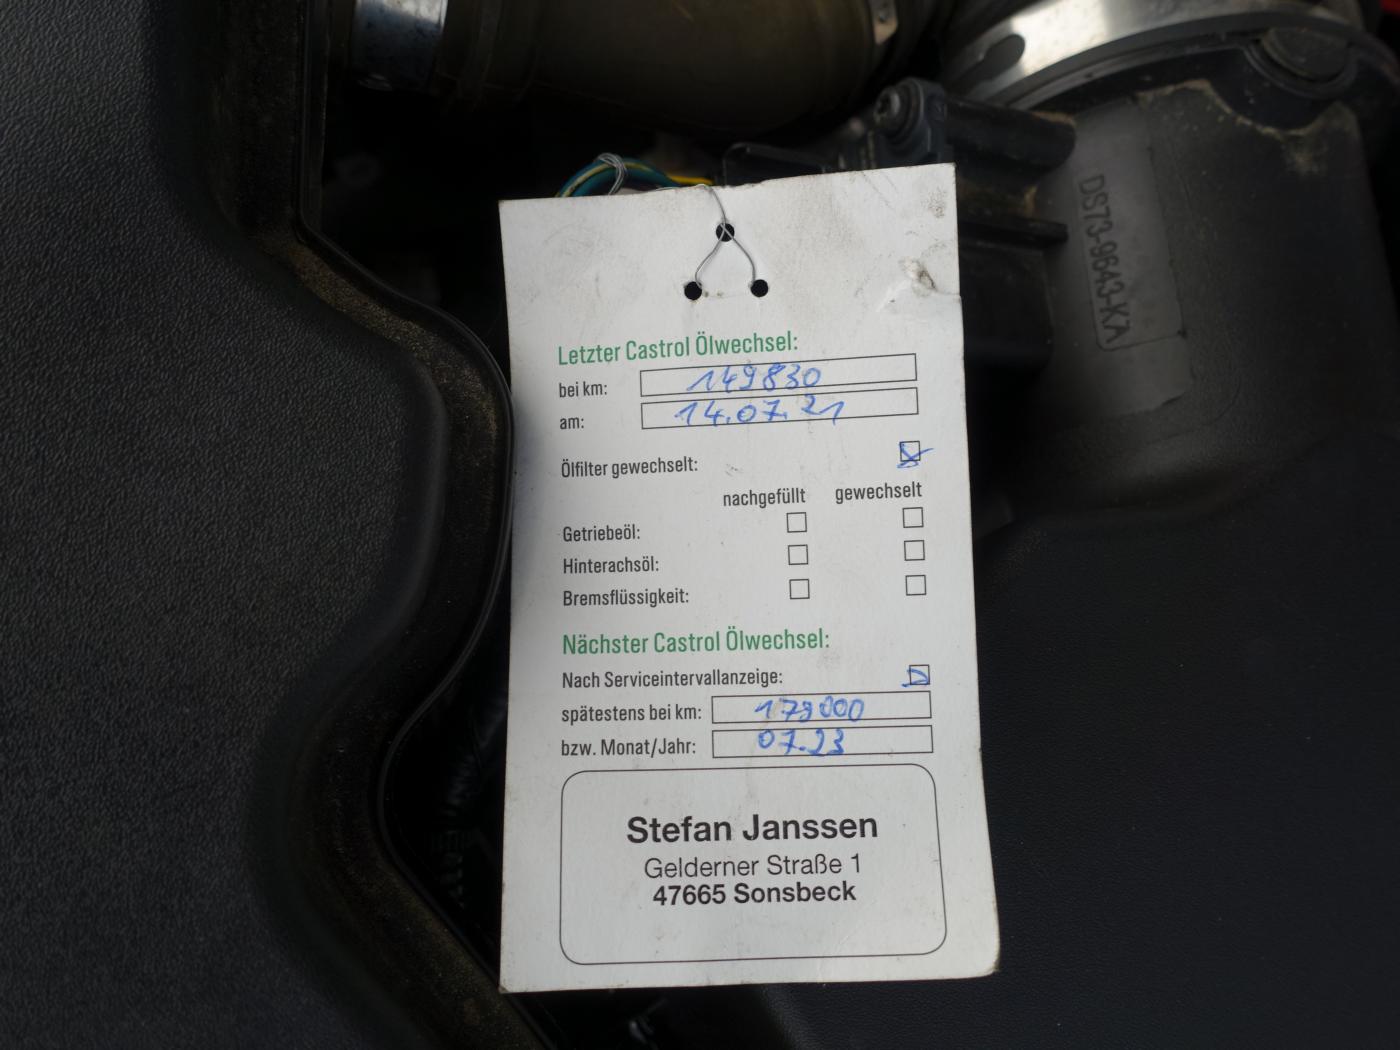 Letzter Castrol Ölwechsel:
bei km: 149830
am: 14.07.21
Ölfilter gewechselt:
nachgefüllt gewechselt
Getriebeöl:
Hinterachsöl:
Bremsflüssigkeit:
Nächster Castrol Ölwechsel:
Nach Serviceintervallanzeige:
spätestens bei km: 179000
bzw. Monat/Jahr: 07.23
Stefan Janssen
Gelderner Straße 1
47665 Sonsbeck
DS73-9643-KA